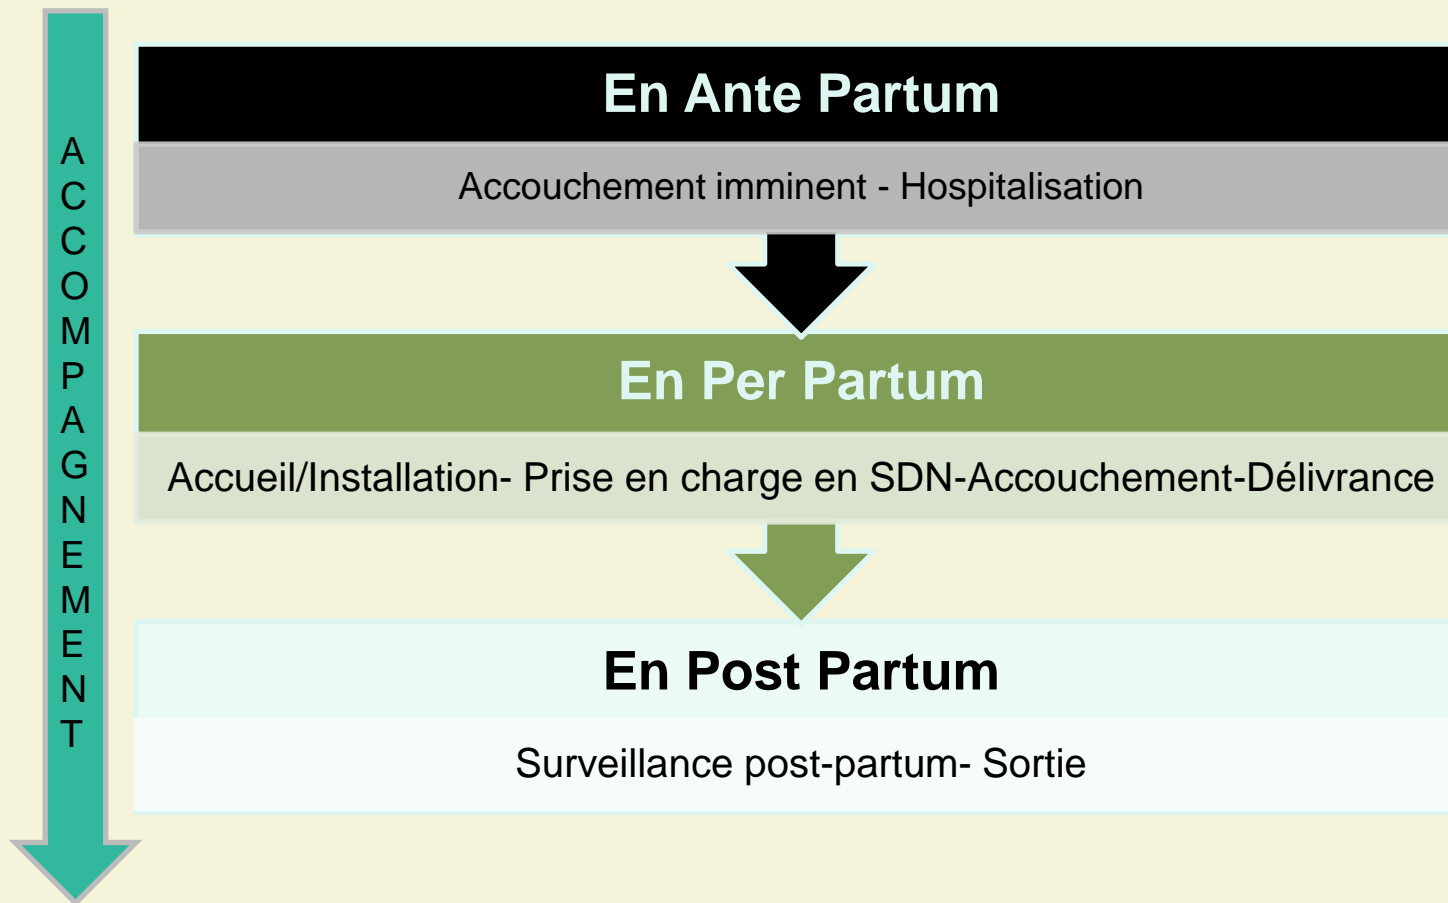 ACCOMPAGNEMENT
En Ante Partum
Accouchement imminent - Hospitalisation
En Per Partum
Accueil/Installation- Prise en charge en SDN-Accouchement-Délivrance
En Post Partum
Surveillance post-partum- Sortie